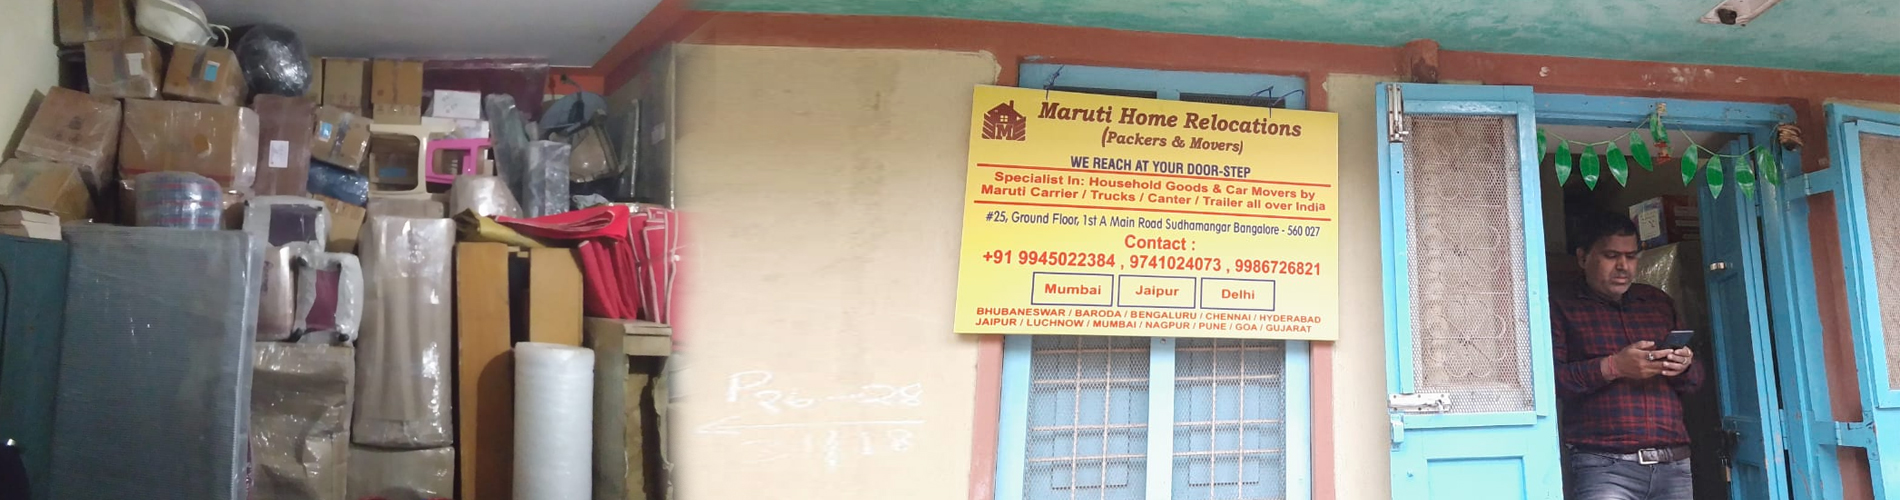 Maruti Home Relocations
(Packers & Movers)
M
WE REACH AT YOUR DOOR-STEP
Specialist In: Household Goods & Car Movers by
Maruti Carrier / Trucks / Canter / Trailer all over India
#25, Ground Floor, 1st A Main Road Sudhamangar Bangalore - 560 027
Contact :
+91 9945022384 , 9741024073 , 9986726821
Mumbai Jaipur Delhi
BHUBANESWAR / BARODA / BENGALURU / CHENNAI / HYDERABAD
JAIPUR / LUCHNOW / MUMBAI / NAGPUR / PUNE / GOA / GUJARAT